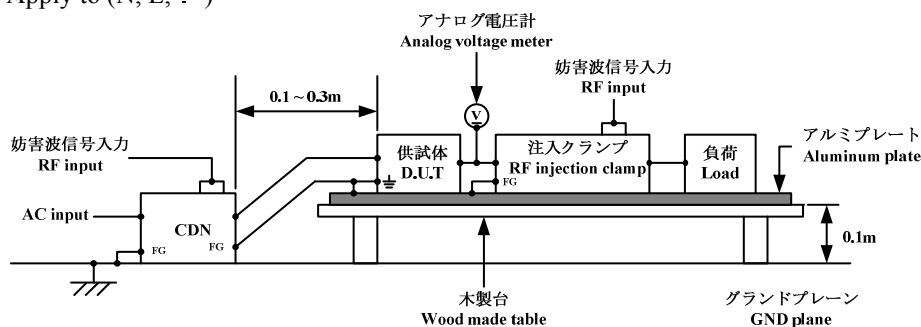 Apply to (N, L,
アナログ電圧計
Analog voltage meter
妨害波信号入力
RF input
0.1~0.3m
妨害波信号入力
RF input
V
供試体
D.U.T
注入クランプ
RF injection clamp
FG
負荷
Load
アルミプレート
Aluminum plate
AC input
CDN
FG
FG
0.1m
木製台
Wood made table
グランドプレーン
GND plane